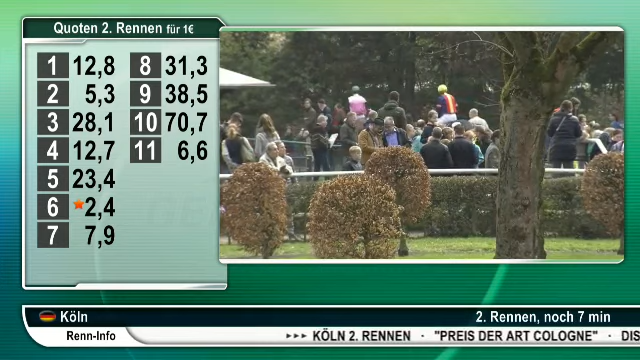 Quoten 2. Rennen für 1€
1 12,8 8 31,3
2 5,3 9 38,5
3 28,1 10 70,7
4 12,7 11 6,6
5 23,4
6 2,4
7 7,9
Köln 2. Rennen, noch 7 min
Renn-Info ►►► KÖLN 2. RENNEN · "PREIS DER ART COLOGNE" · DIS